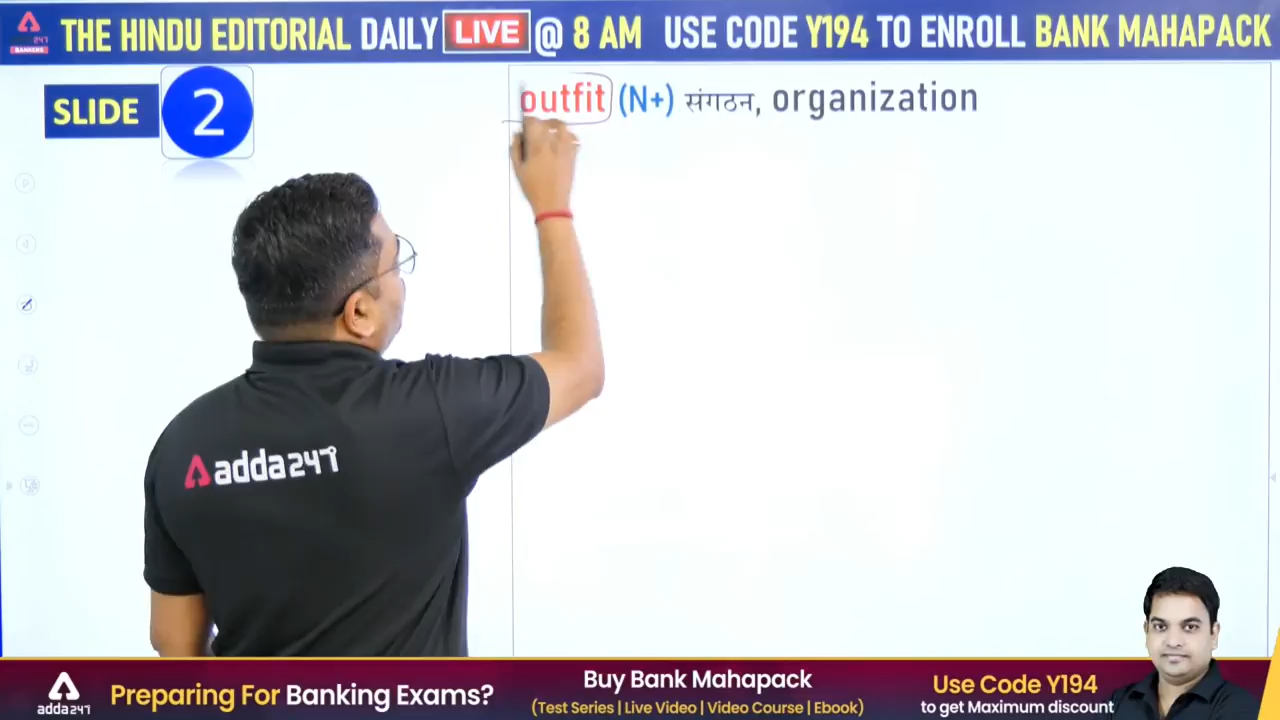 247
BANKERS
THE HINDU EDITORIAL DAILY LIVE @ 8 AM USE CODE Y194 TO ENROLL BANK MAHAPACK
SLIDE 2
outfit (N+) संगठन, organization
adda247
adda247
Preparing For Banking Exams?
Buy Bank Mahapack
(Test Series | Live Video | Video Course | Ebook)
Use Code Y194
to get Maximum discount